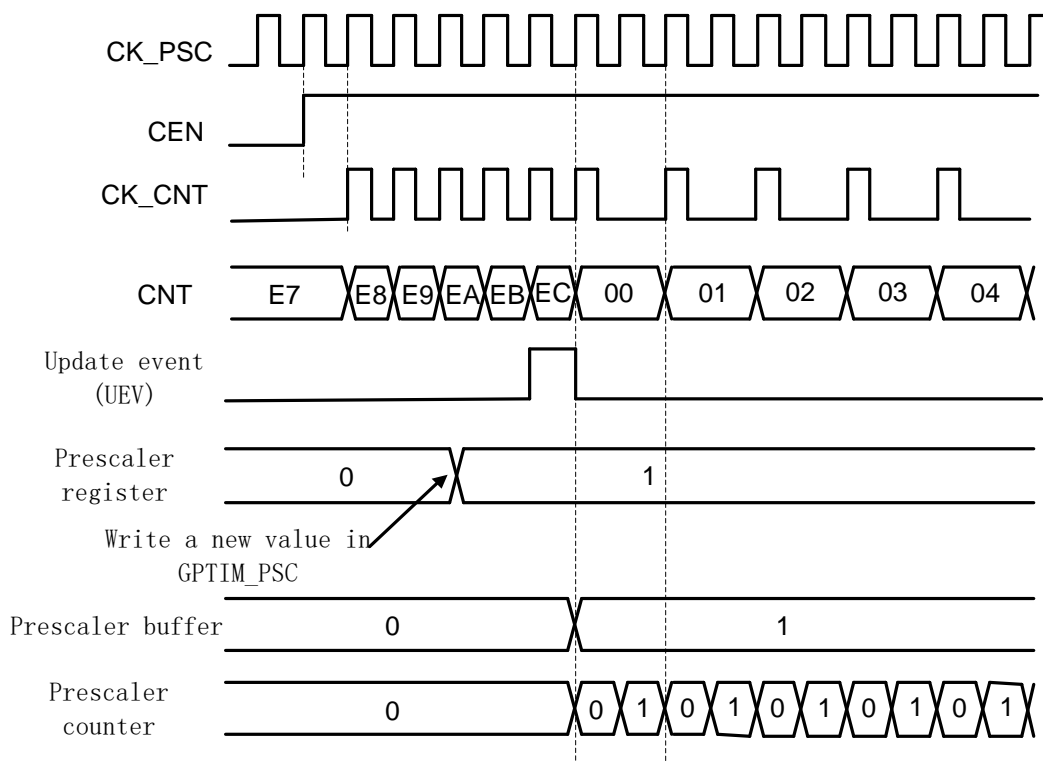 CK_PSC
CEN
CK_CNT
CNT
E7 E8 E9 EA EB EC 00 01 02 03 04
Update event
(UEV)
Prescaler
register
0 1
Write a new value in
GPTIM_PSC
Prescaler buffer
0 1
Prescaler
counter
0 0 1 0 1 0 1 0 1 0 1